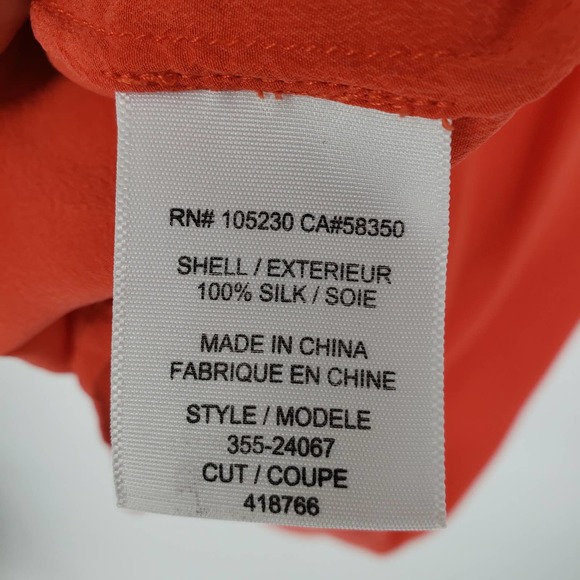 RN# 105230 CA#58350
SHELL / EXTERIEUR
100% SILK / SOIE
MADE IN CHINA
FABRIQUE EN CHINE
STYLE / MODELE
355-24067
CUT / COUPE
418766